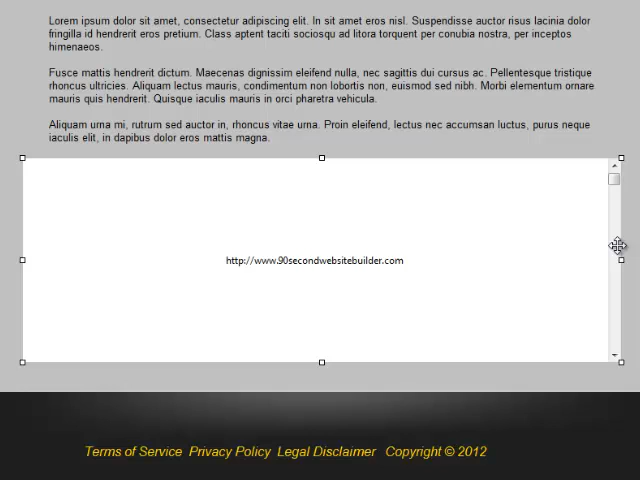 Lorem ipsum dolor sit amet, consectetur adipiscing elit. In sit amet eros nisl. Suspendisse auctor risus lacinia dolor
fringilla id hendrerit eros pretium. Class aptent taciti sociosqu ad litora torquent per conubia nostra, per inceptos
himenaeos.
Fusce mattis hendrerit dictum. Maecenas dignissim eleifend nulla, nec sagittis dui cursus ac. Pellentesque tristique
rhoncus ultricies. Aliquam lectus mauris, condimentum non lobortis non, euismod sed nibh. Morbi elementum ornare
mauris quis hendrerit. Quisque iaculis mauris in orci pharetra vehicula.
Aliquam urna mi, rutrum sed auctor in, rhoncus vitae urna. Proin eleifend, lectus nec accumsan luctus, purus neque
iaculis elit, in dapibus dolor eros mattis magna.
http://www.90secondwebsitebuilder.com
Terms of Service  Privacy Policy  Legal Disclaimer  Copyright © 2012